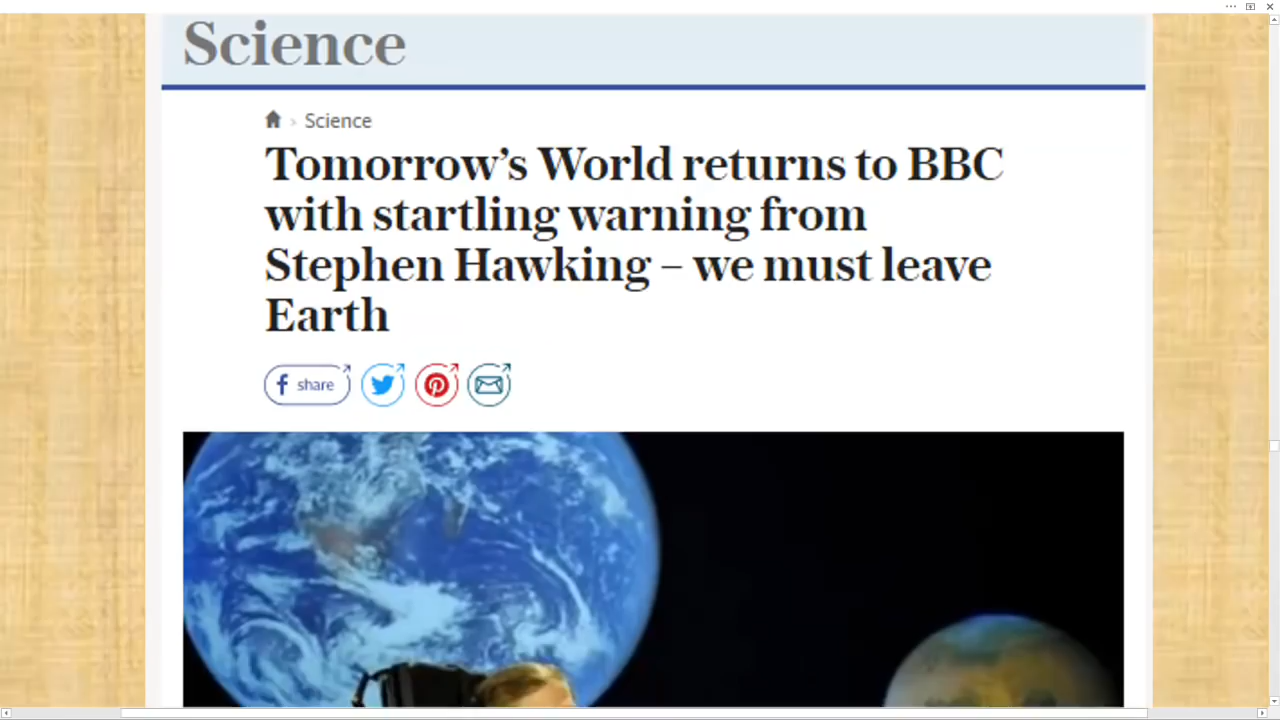 Science
Science
Tomorrow’s World returns to BBC
with startling warning from
Stephen Hawking – we must leave
Earth
share